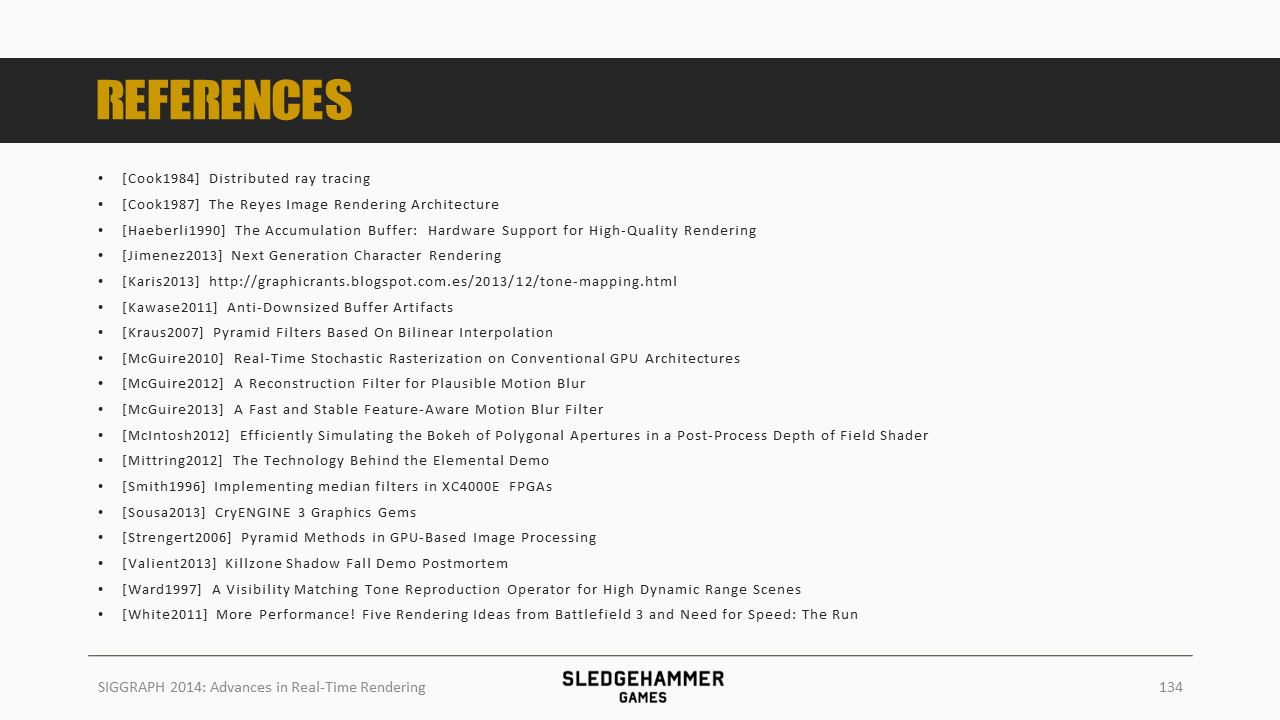 REFERENCES
• [Cook1984] Distributed ray tracing
• [Cook1987] The Reyes Image Rendering Architecture
• [Haeberli1990] The Accumulation Buffer: Hardware Support for High-Quality Rendering
• [Jimenez2013] Next Generation Character Rendering
• [Karis2013] http://graphicrants.blogspot.com.es/2013/12/tone-mapping.html
• [Kawase2011] Anti-Downsized Buffer Artifacts
• [Kraus2007] Pyramid Filters Based On Bilinear Interpolation
• [McGuire2010] Real-Time Stochastic Rasterization on Conventional GPU Architectures
• [McGuire2012] A Reconstruction Filter for Plausible Motion Blur
• [McGuire2013] A Fast and Stable Feature-Aware Motion Blur Filter
• [McIntosh2012] Efficiently Simulating the Bokeh of Polygonal Apertures in a Post-Process Depth of Field Shader
• [Mittring2012] The Technology Behind the Elemental Demo
• [Smith1996] Implementing median filters in XC4000E FPGAs
• [Sousa2013] CryENGINE 3 Graphics Gems
• [Strengert2006] Pyramid Methods in GPU-Based Image Processing
• [Valient2013] Killzone Shadow Fall Demo Postmortem
• [Ward1997] A Visibility Matching Tone Reproduction Operator for High Dynamic Range Scenes
• [White2011] More Performance! Five Rendering Ideas from Battlefield 3 and Need for Speed: The Run
SIGGRAPH 2014: Advances in Real-Time Rendering
SLEDGEHAMMER
GAMES
134